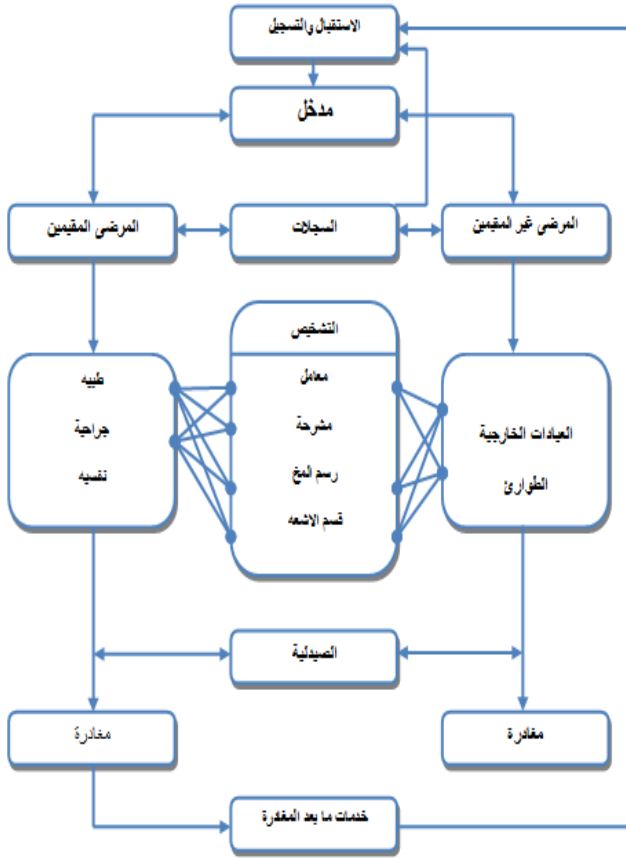 الاستقبال والتسجيل
مدخل
المرضى غير المقيمين
السجلات
المرضى المقيمين
التشخيص
معامل
مشرحة
رسم المخ
قسم الاشعه
العيادات الخارجية
الطوارئ
طبيه
جراحية
نفسيه
الصيدلية
مغادرة
مغادرة
خدمات ما بعد المغادرة